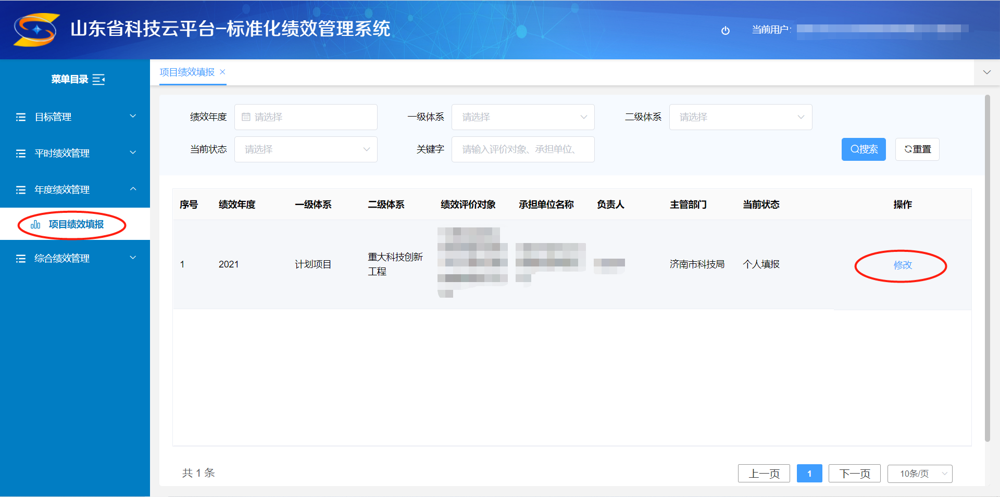 山东省科技云平台-标准化绩效管理系统
当前用户:
菜单目录
目标管理
平时绩效管理
年度绩效管理
项目绩效填报
综合绩效管理
项目绩效填报 ×
绩效年度 请选择 一级体系 请选择 二级体系 请选择
当前状态 请选择 关键字 请输入评价对象、承担单位、 搜索 重置
序号 绩效年度 一级体系 二级体系 绩效评价对象 承担单位名称 负责人 主管部门 当前状态 操作
1 2021 计划项目 重大科技创新 济南市科技局 个人填报 修改
工程
共 1 条 上一页 1 下一页 10条/页